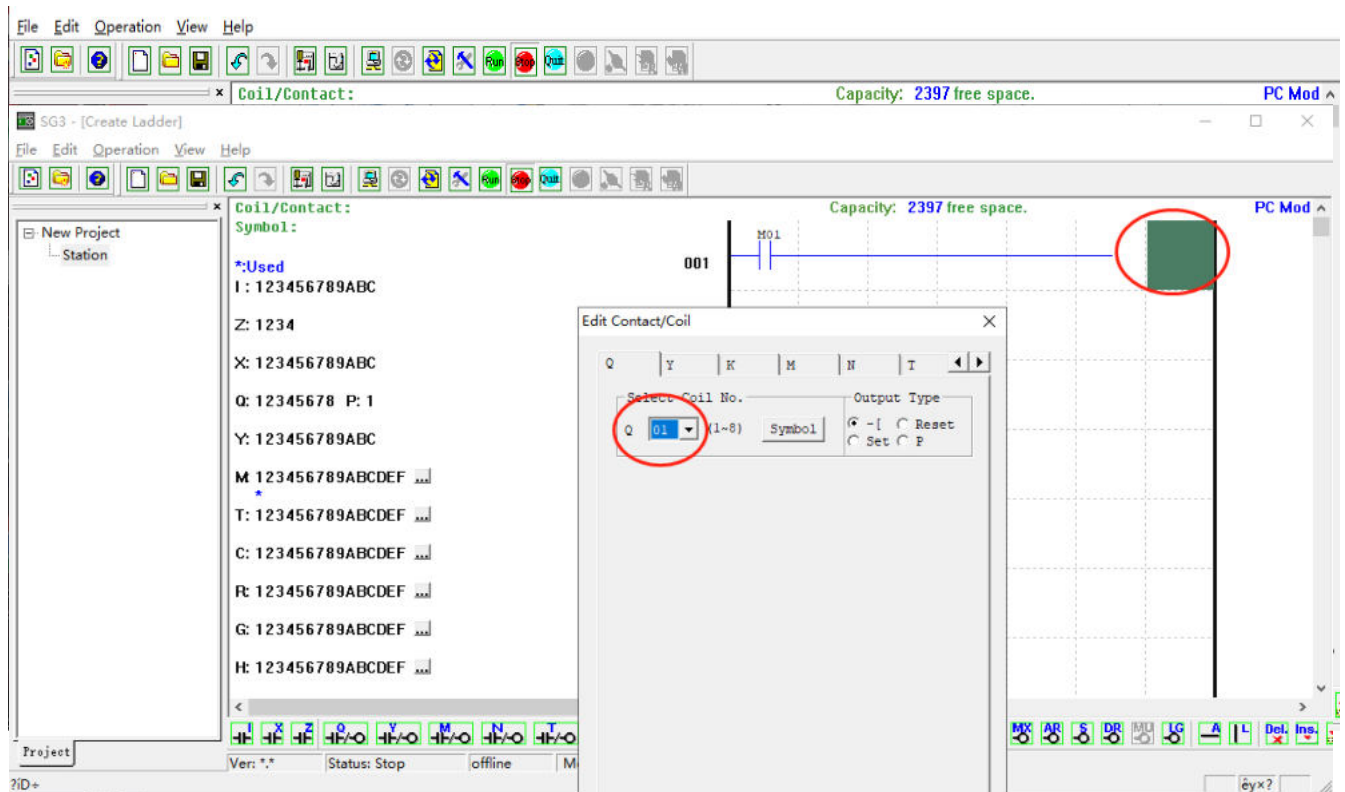 File Edit Operation View Help
Run Stop Quit
x Coil/Contact: Capacity: 2397 free space. PC Mod
SG3 - [Create Ladder]
File Edit Operation View Help
Run Stop Quit
x Coil/Contact: Capacity: 2397 free space. PC Mod
New Project
Station
Symbol:
*:Used
I : 123456789ABC
Z: 1234
X: 123456789ABC
Q: 12345678 P: 1
Y: 123456789ABC
M: 123456789ABCDEF ...
*
T: 123456789ABCDEF ...
C: 123456789ABCDEF ...
R: 123456789ABCDEF ...
G: 123456789ABCDEF ...
H: 123456789ABCDEF ...
M01
001
Edit Contact/Coil
Q Y K M N T
Select Coil No. Output Type
Q 01 (1~8) Symbol -[ Reset
Set P
I X Z Q Y M N T MX AR S DR MU LG A L Del. Ins.
Project
Ver: *.* Status: Stop offline M
?iD÷ êy×?